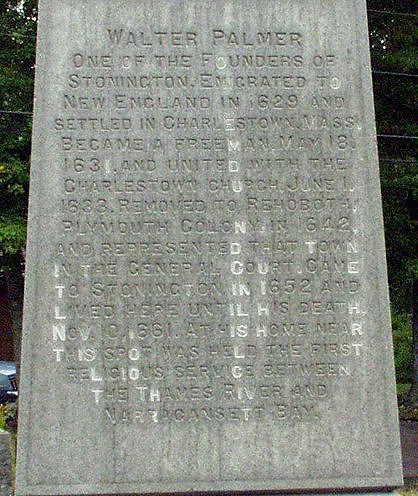 WALTER PALMER
ONE OF THE FOUNDERS OF
STONINGTON. EMIGRATED TO
NEW ENGLAND IN 1629 AND
SETTLED IN CHARLESTOWN, MASS.
BECAME A FREEMAN, MAY 18,
1631, AND UNITED WITH THE
CHARLESTOWN CHURCH, JUNE 1,
1633. REMOVED TO REHOBOTH,
PLYMOUTH COLONY, IN 1642,
AND REPRESENTED THAT TOWN
IN THE GENERAL COURT. CAME
TO STONINGTON IN 1652 AND
LIVED HERE UNTIL HIS DEATH,
NOV. 10, 1661. AT HIS HOME NEAR
THIS SPOT, WAS HELD THE FIRST
RELIGIOUS SERVICE BETWEEN
THE THAMES RIVER AND
NARRAGANSETT BAY.